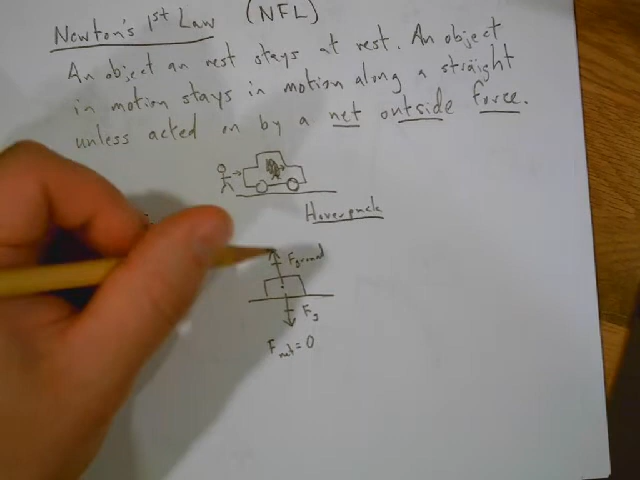 Newton's 1st Law (NFL)
An object an rest stays at rest. An object
in motion stays in motion along a straight
unless acted on by a net outside force.
Hoverpuck
Fground
Fg
Fnet = 0